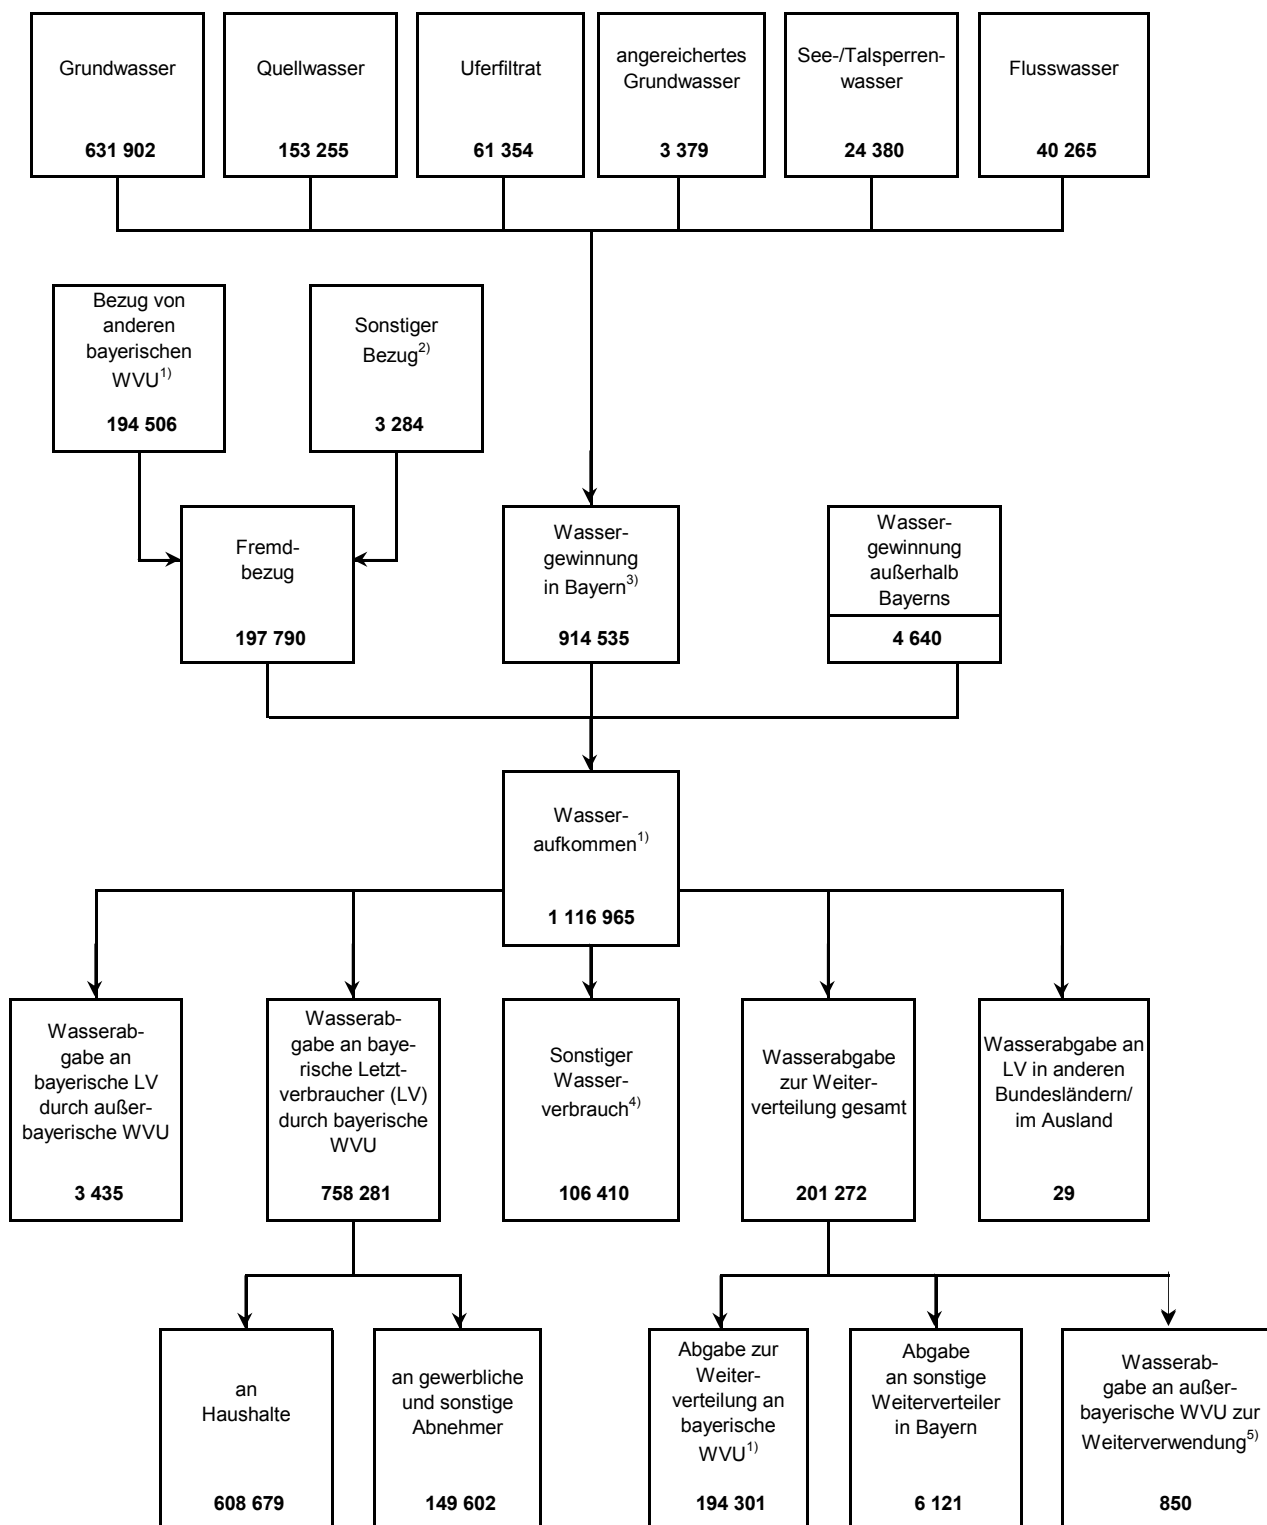 Grundwasser
631 902
Quellwasser
153 255
Uferfiltrat
61 354
angereichertes
Grundwasser
3 379
See-/Talsperren-
wasser
24 380
Flusswasser
40 265
Bezug von
anderen
bayerischen
WVU1)
194 506
Sonstiger
Bezug2)
3 284
Fremd-
bezug
197 790
Wasser-
gewinnung
in Bayern3)
914 535
Wasser-
gewinnung
außerhalb
Bayerns
4 640
Wasser-
aufkommen1)
1 116 965
Wasserab-
gabe an
bayerische LV
durch außer-
bayerische WVU
3 435
Wasserab-
gabe an baye-
rische Letzt-
verbraucher (LV)
durch bayerische
WVU
758 281
Sonstiger
Wasser-
verbrauch4)
106 410
Wasserabgabe
zur Weiter-
verteilung gesamt
201 272
Wasserabgabe an
LV in anderen
Bundesländern/
im Ausland
29
an
Haushalte
608 679
an gewerbliche
und sonstige
Abnehmer
149 602
Abgabe zur
Weiter-
verteilung an
bayerische
WVU1)
194 301
Abgabe
an sonstige
Weiterverteiler
in Bayern
6 121
Wasserab-
gabe an außer-
bayerische WVU zur
Weiterverwendung5)
850